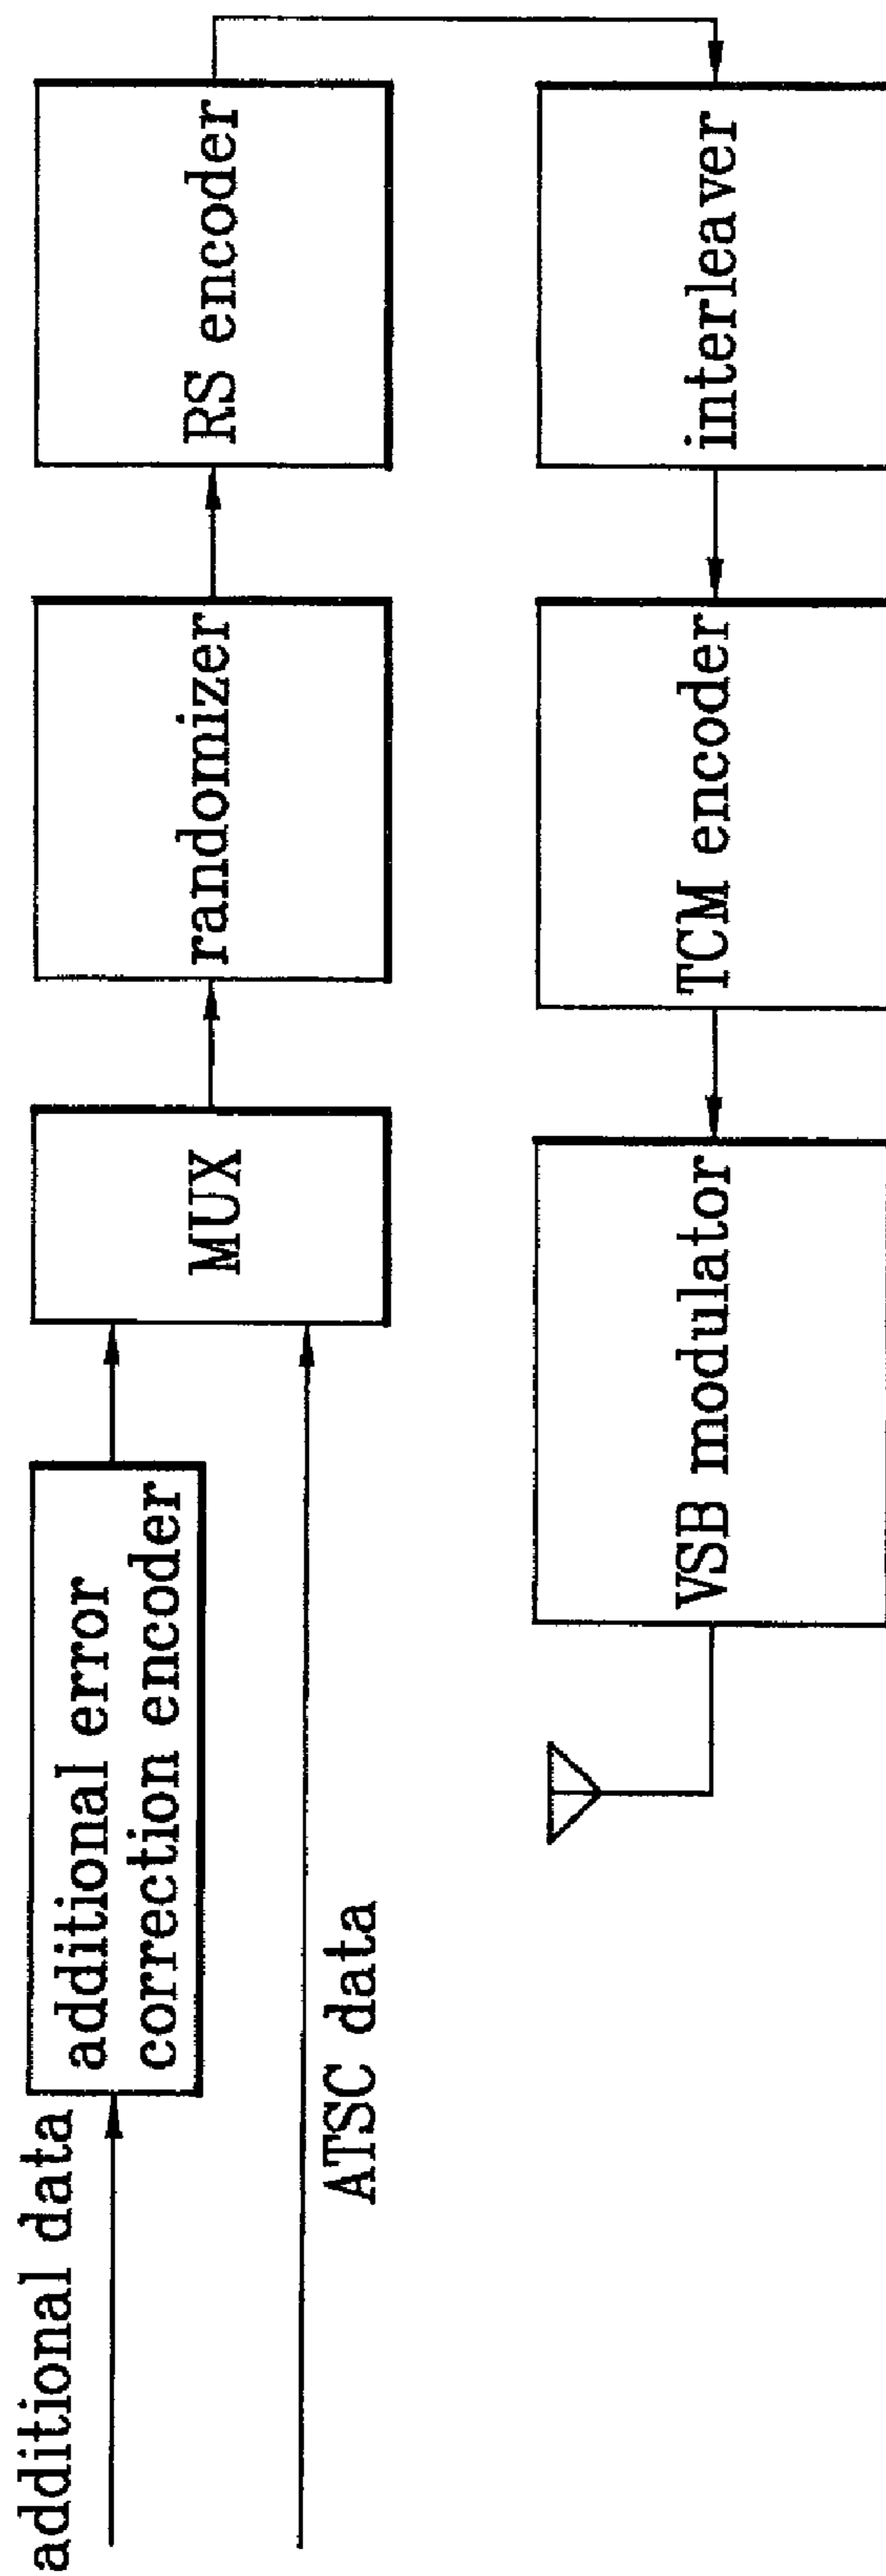 additional data
additional error
correction encoder
ATSC data
MUX
randomizer
RS encoder
interleaver
TCM encoder
VSB modulator